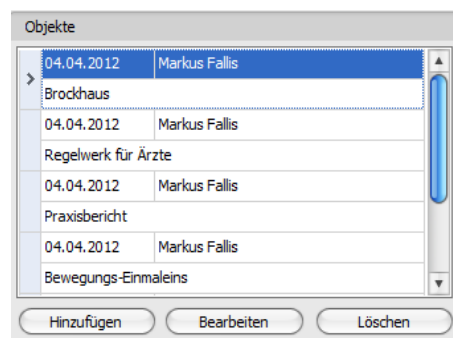 Objekte
04.04.2012 Markus Fallis
Brockhaus
04.04.2012 Markus Fallis
Regelwerk für Ärzte
04.04.2012 Markus Fallis
Praxisbericht
04.04.2012 Markus Fallis
Bewegungs-Einmaleins
Hinzufügen Bearbeiten Löschen